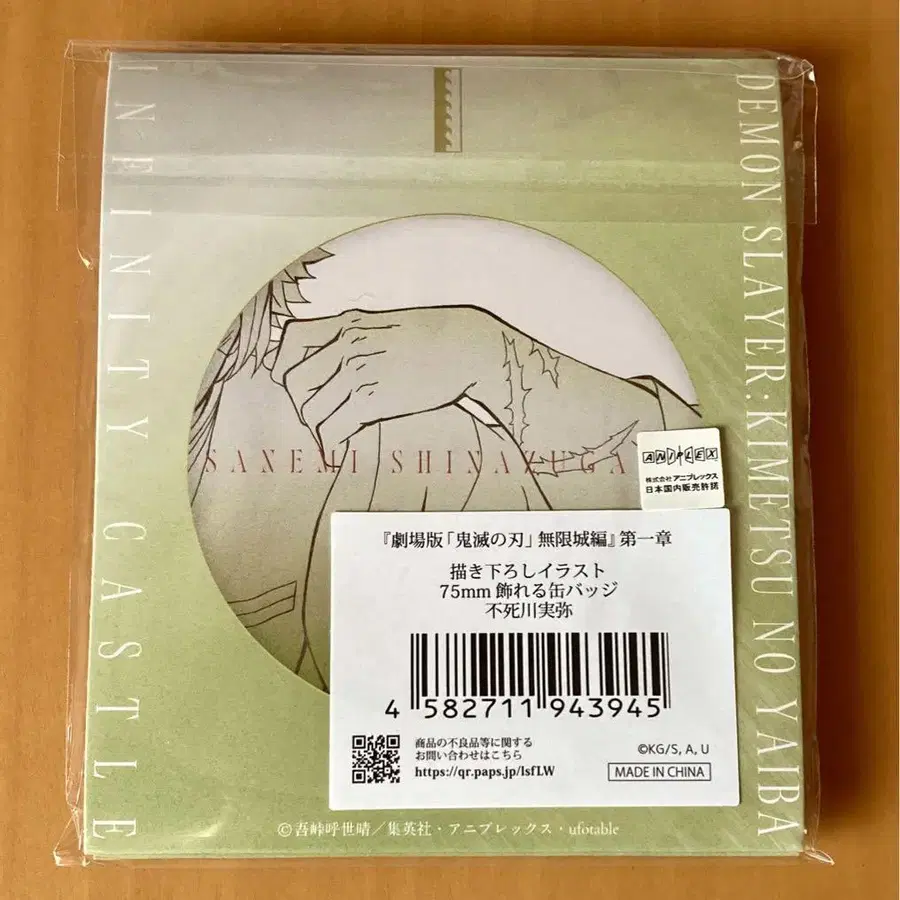 INFINITY CASTLE
DEMON SLAYER: KIMETSU NO YAIBA
SANEMI SHINAZUGA
ANIPLEX
株式会社アニプレックス
日本国内販売許諾
『劇場版「鬼滅の刃」無限城編』第一章
描き下ろしイラスト
75mm 飾れる缶バッジ
不死川実弥
4 582711 943945
商品の不良品等に関する
お問い合わせはこちら
https://qr.paps.jp/lsfLW
©KG/S, A, U
MADE IN CHINA
©吾峠呼世晴／集英社・アニプレックス・ufotable